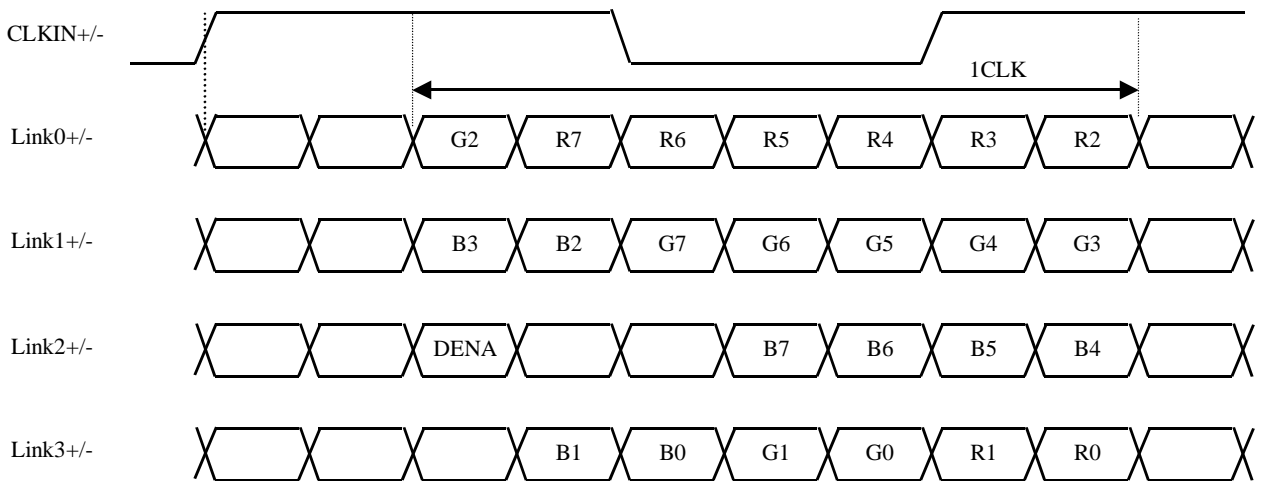 CLKIN+/-
1CLK
Link0+/- G2 R7 R6 R5 R4 R3 R2
Link1+/- B3 B2 G7 G6 G5 G4 G3
Link2+/- DENA B7 B6 B5 B4
Link3+/- B1 B0 G1 G0 R1 R0